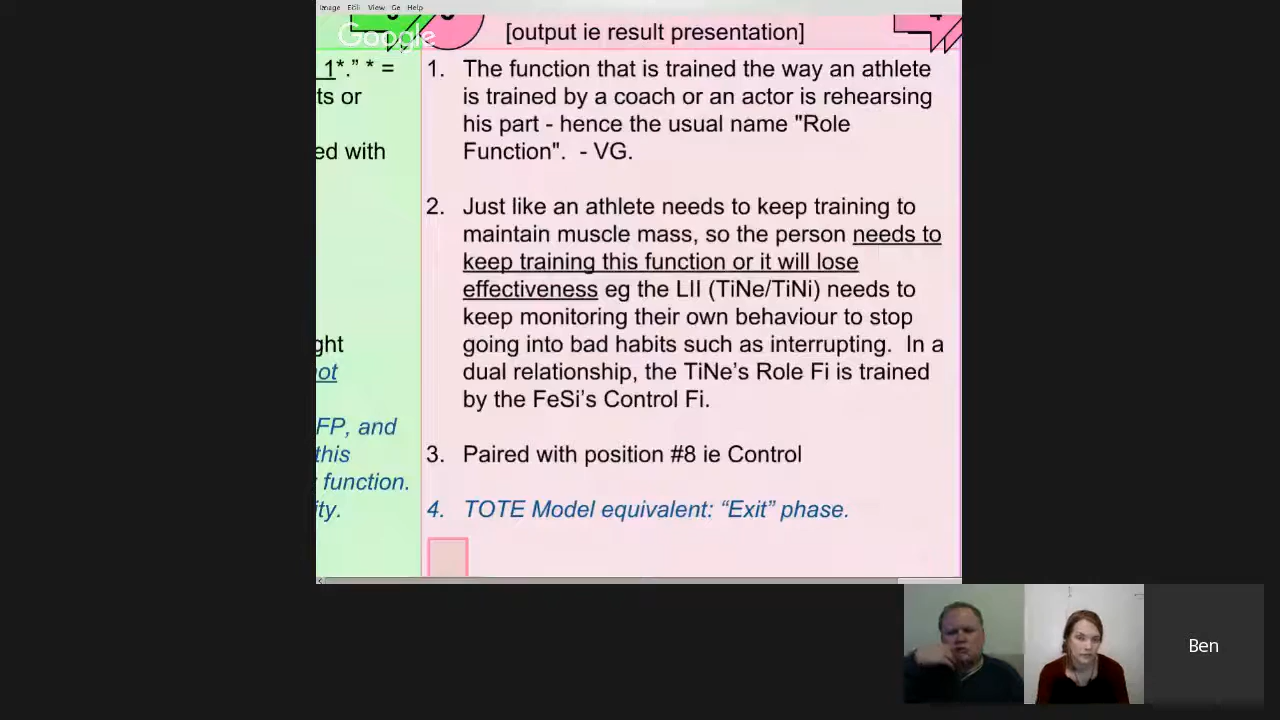 Image Edit View Go Help
Google
[output ie result presentation]
1*.” * =
ts or
ed with
ght
ot
FP, and
this
function.
ity.
1. The function that is trained the way an athlete
is trained by a coach or an actor is rehearsing
his part - hence the usual name "Role
Function". - VG.
2. Just like an athlete needs to keep training to
maintain muscle mass, so the person needs to
keep training this function or it will lose
effectiveness eg the LII (TiNe/TiNi) needs to
keep monitoring their own behaviour to stop
going into bad habits such as interrupting. In a
dual relationship, the TiNe’s Role Fi is trained
by the FeSi’s Control Fi.
3. Paired with position #8 ie Control
4. TOTE Model equivalent: “Exit” phase.
Ben